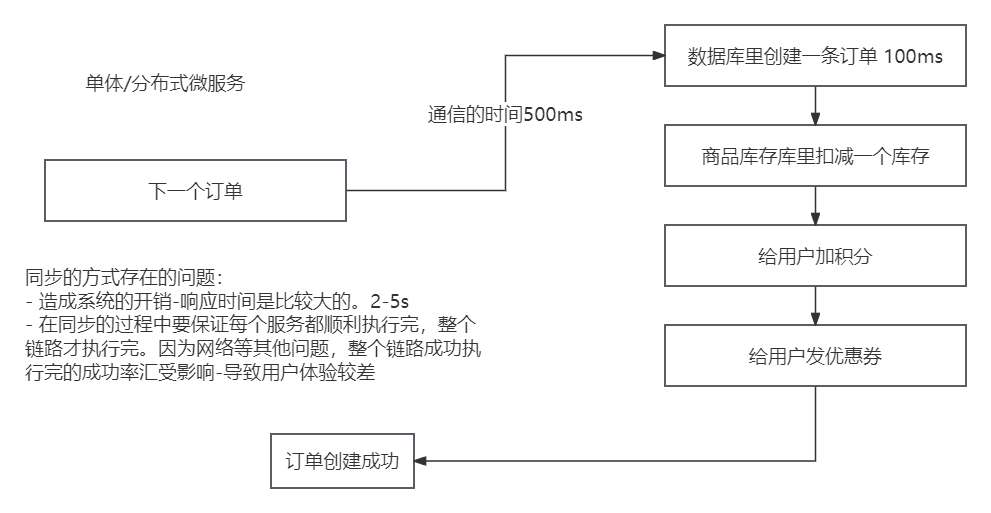 单体/分布式微服务
数据库里创建一条订单 100ms
通信的时间500ms
商品库存库里扣减一个库存
下一个订单
给用户加积分
给用户发优惠券
同步的方式存在的问题：
- 造成系统的开销-响应时间是比较大的。2-5s
- 在同步的过程中要保证每个服务都顺利执行完，整个
链路才执行完。因为网络等其他问题，整个链路成功执
行完的成功率汇受影响-导致用户体验较差
订单创建成功